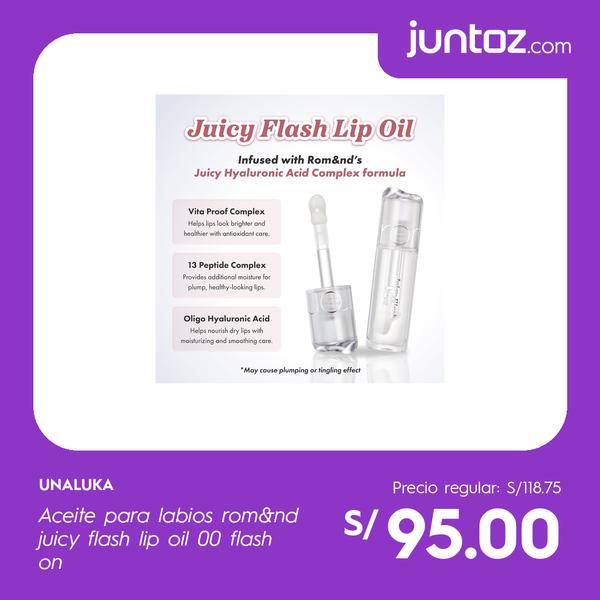 juntoz.com
Juicy Flash Lip Oil
Infused with Rom&nd's
Juicy Hyaluronic Acid Complex formula
Vita Proof Complex
Helps lips look brighter and
healthier with antioxidant care.
13 Peptide Complex
Provides additional moisture for
plump, healthy-looking lips.
Oligo Hyaluronic Acid
Helps nourish dry lips with
moisturizing and smoothing care.
*May cause plumping or tingling effect
UNALUKA
Aceite para labios rom&nd
juicy flash lip oil 00 flash
on
Precio regular: S/118.75
S/95.00